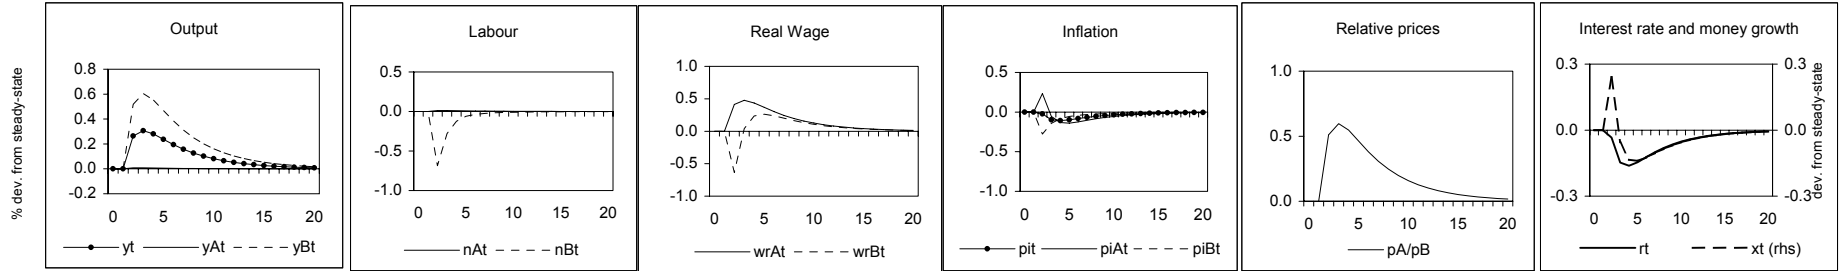 % dev. from steady-state
Output
0.8
0.6
0.4
0.2
0.0
-0.2
0 5 10 15 20
yt yAt yBt
Labour
0.5
0.0
-0.5
-1.0
0 5 10 15 20
nAt nBt
Real Wage
1.0
0.5
0.0
-0.5
-1.0
0 5 10 15 20
wrAt wrBt
Inflation
0.5
0.0
-0.5
-1.0
0 5 10 15 20
pit piAt piBt
Relative prices
1.0
0.5
0.0
0 5 10 15 20
pA/pB
Interest rate and money growth
0.3
0.0
-0.3
0.3
0.0
-0.3
dev. from steady-state
0 5 10 15 20
rt xt (rhs)